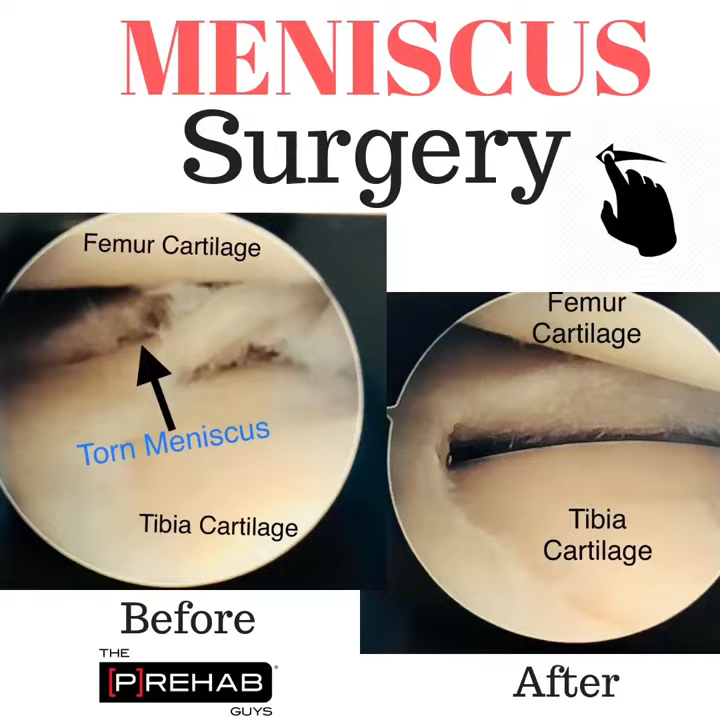 MENISCUS
Surgery
Femur Cartilage
Torn Meniscus
Tibia Cartilage
Before
Femur
Cartilage
Tibia
Cartilage
After
THE
[P]REHAB
GUYS